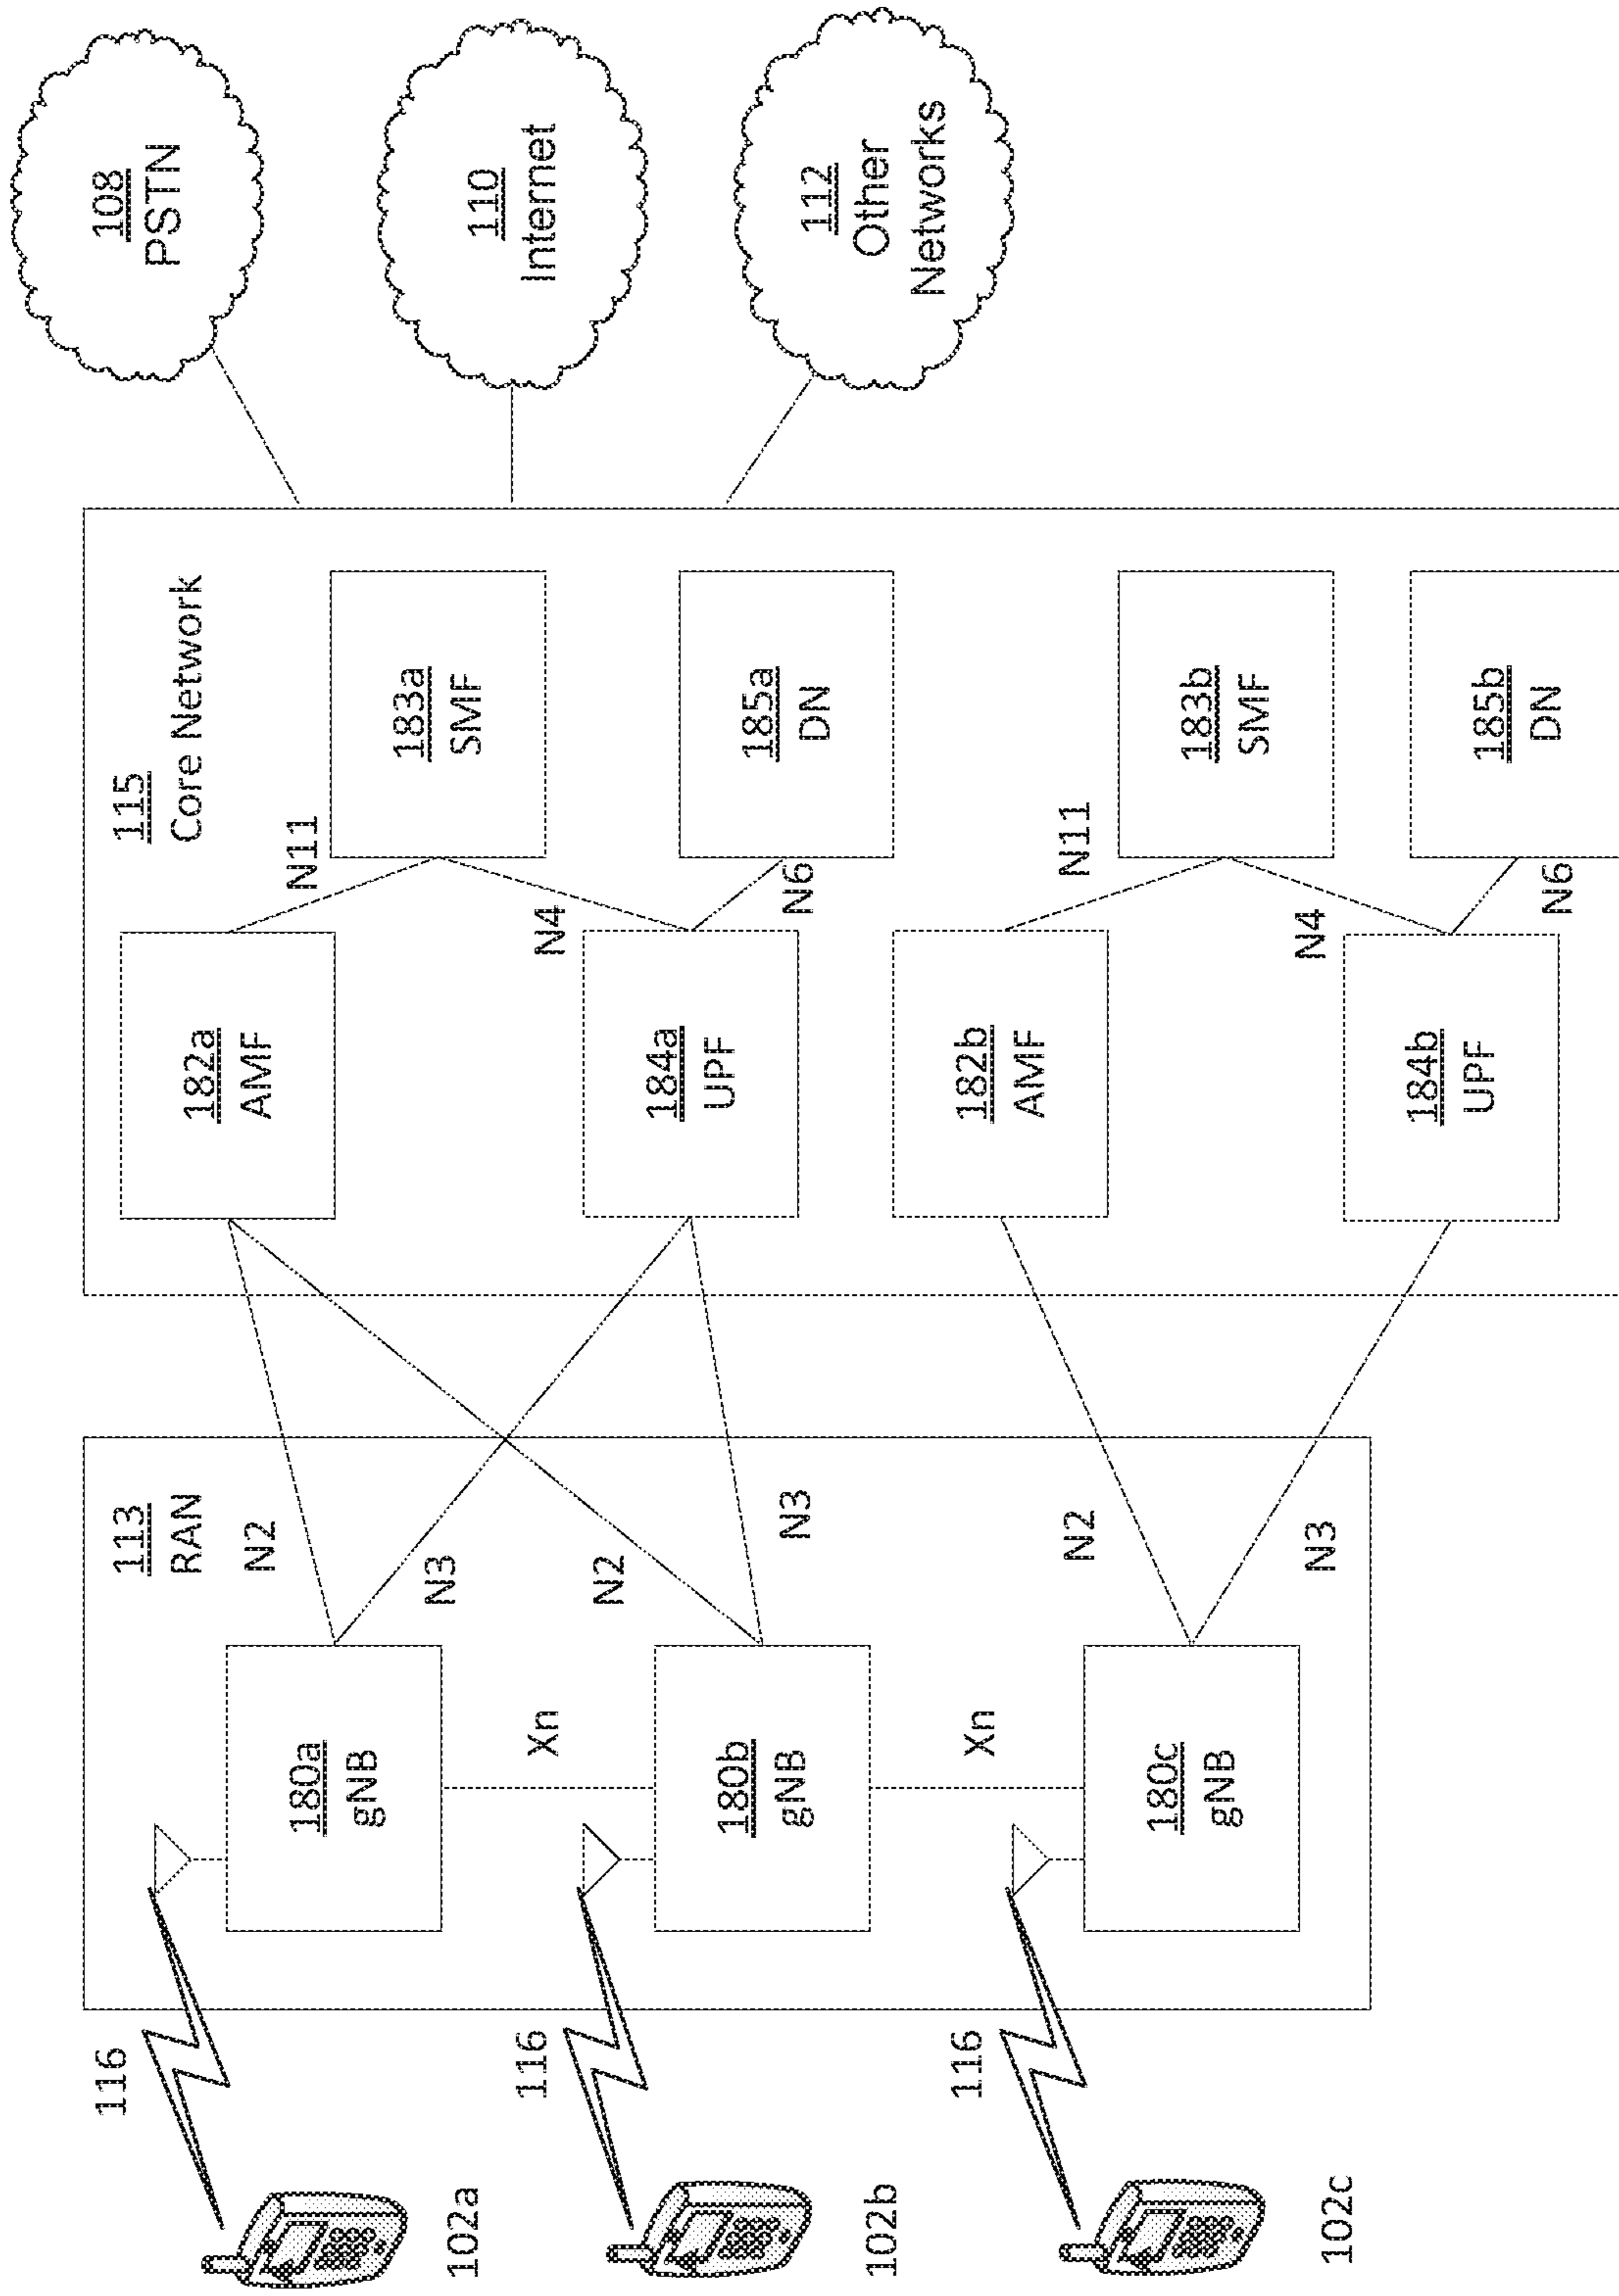 116
102a
116
102b
116
102c
113
RAN
180a
gNB
Xn
180b
gNB
Xn
180c
gNB
N2
N3
N2
N3
N2
N3
115
Core Network
182a
AMF
N11
183a
SMF
N4
184a
UPF
N6
185a
DN
182b
AMF
N11
183b
SMF
N4
184b
UPF
N6
185b
DN
108
PSTN
110
Internet
112
Other
Networks